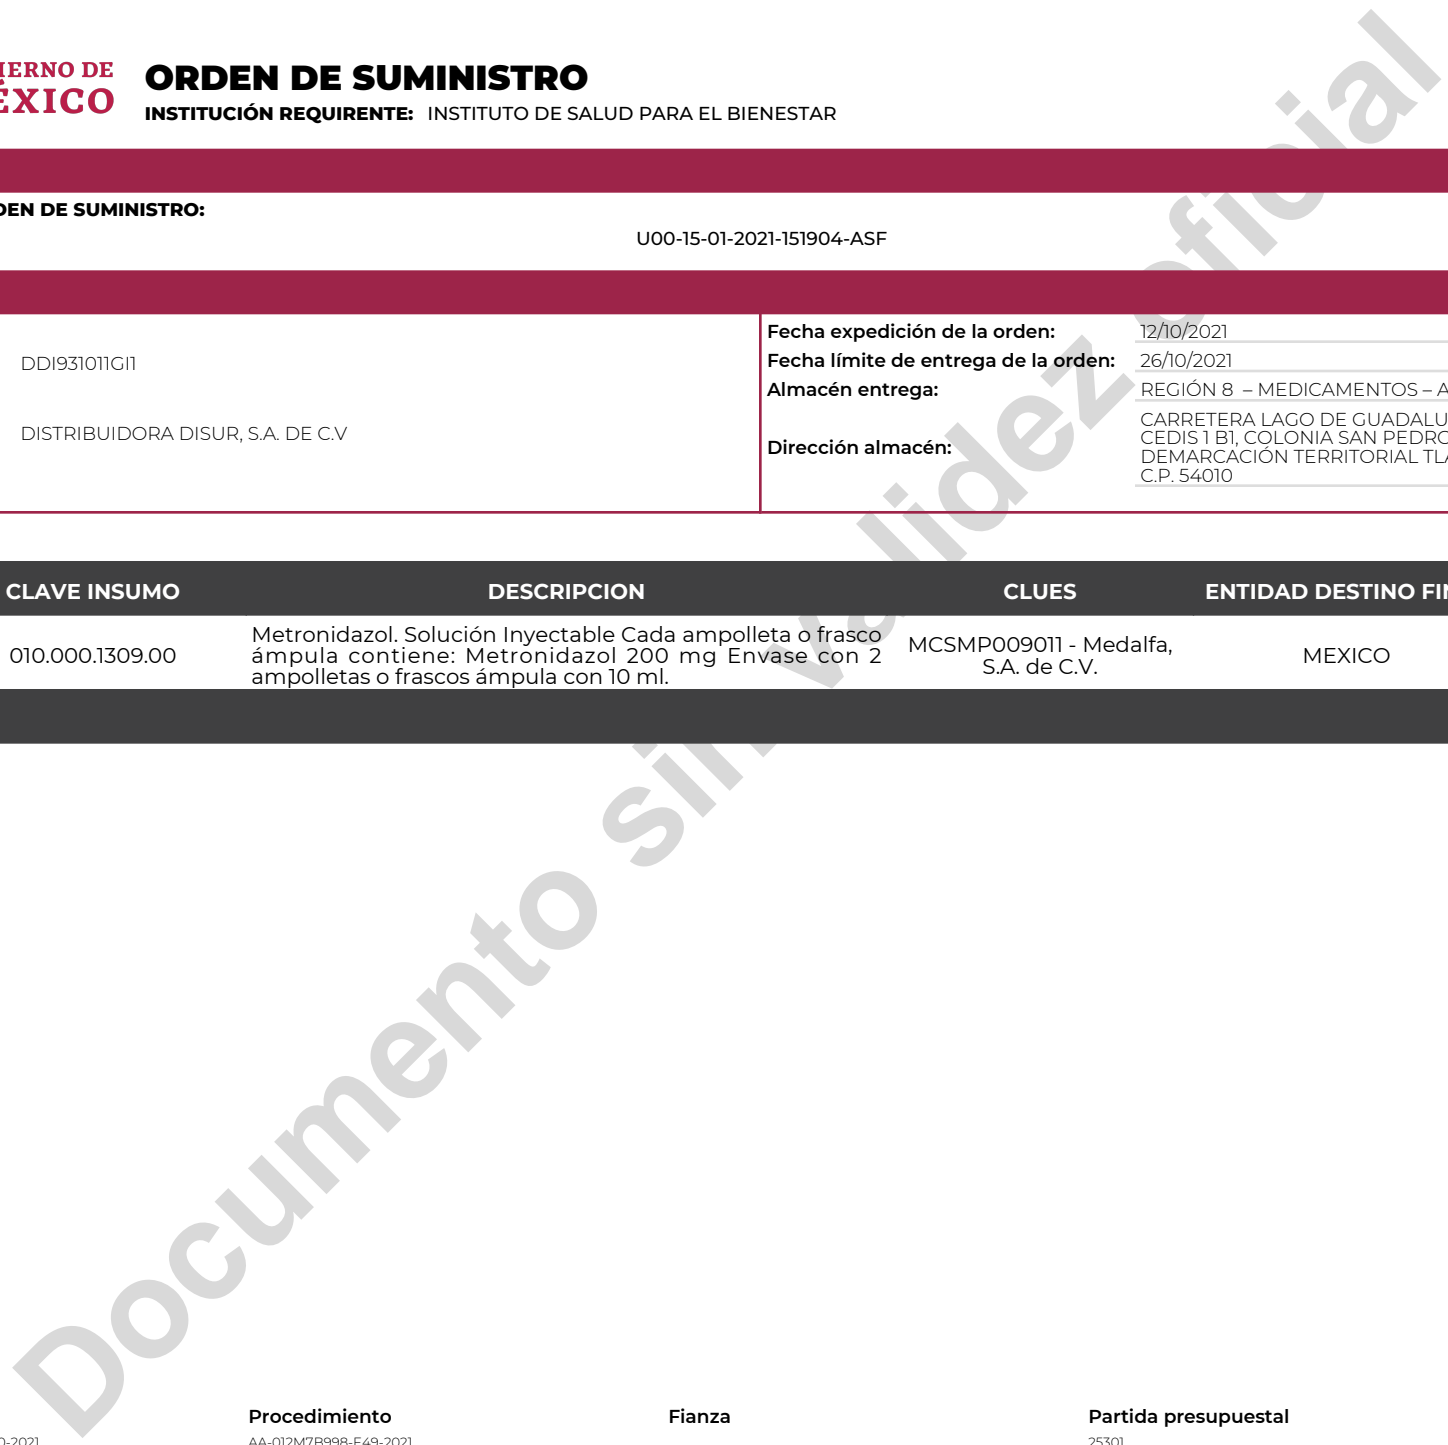 IERNO DE
ÉXICO
ORDEN DE SUMINISTRO
INSTITUCIÓN REQUIRENTE: INSTITUTO DE SALUD PARA EL BIENESTAR
DEN DE SUMINISTRO:
U00-15-01-2021-151904-ASF
DDI931011GI1
DISTRIBUIDORA DISUR, S.A. DE C.V
Fecha expedición de la orden: 12/10/2021
Fecha límite de entrega de la orden: 26/10/2021
Almacén entrega: REGIÓN 8 – MEDICAMENTOS – A
Dirección almacén: CARRETERA LAGO DE GUADALU
CEDIS 1 B1, COLONIA SAN PEDRO
DEMARCACIÓN TERRITORIAL TLA
C.P. 54010
CLAVE INSUMO DESCRIPCION CLUES ENTIDAD DESTINO FIN
010.000.1309.00
Metronidazol. Solución Inyectable Cada ampolleta o frasco
ámpula contiene: Metronidazol 200 mg Envase con 2
ampolletas o frascos ámpula con 10 ml.
MCSMP009011 - Medalfa,
S.A. de C.V.
MEXICO
Documento sin validez oficial
Procedimiento Fianza Partida presupuestal
0-2021 AA-012M7B998-E49-2021 25301